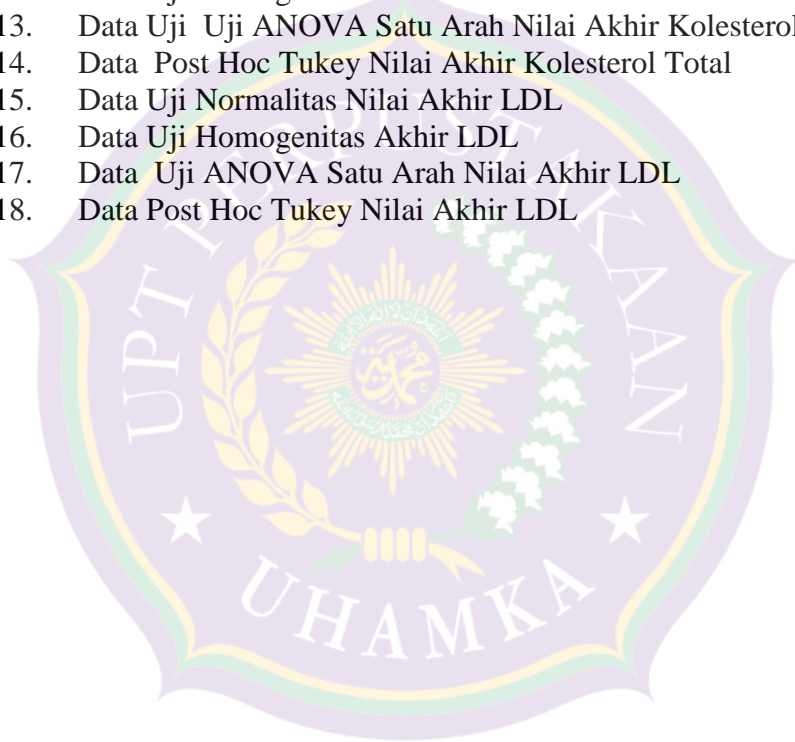 13. Data Uji Uji ANOVA Satu Arah Nilai Akhir Kolesterol
14. Data Post Hoc Tukey Nilai Akhir Kolesterol Total
15. Data Uji Normalitas Nilai Akhir LDL
16. Data Uji Homogenitas Akhir LDL
17. Data Uji ANOVA Satu Arah Nilai Akhir LDL
18. Data Post Hoc Tukey Nilai Akhir LDL
UPT PERPUSTAKAAN
UHAMKA